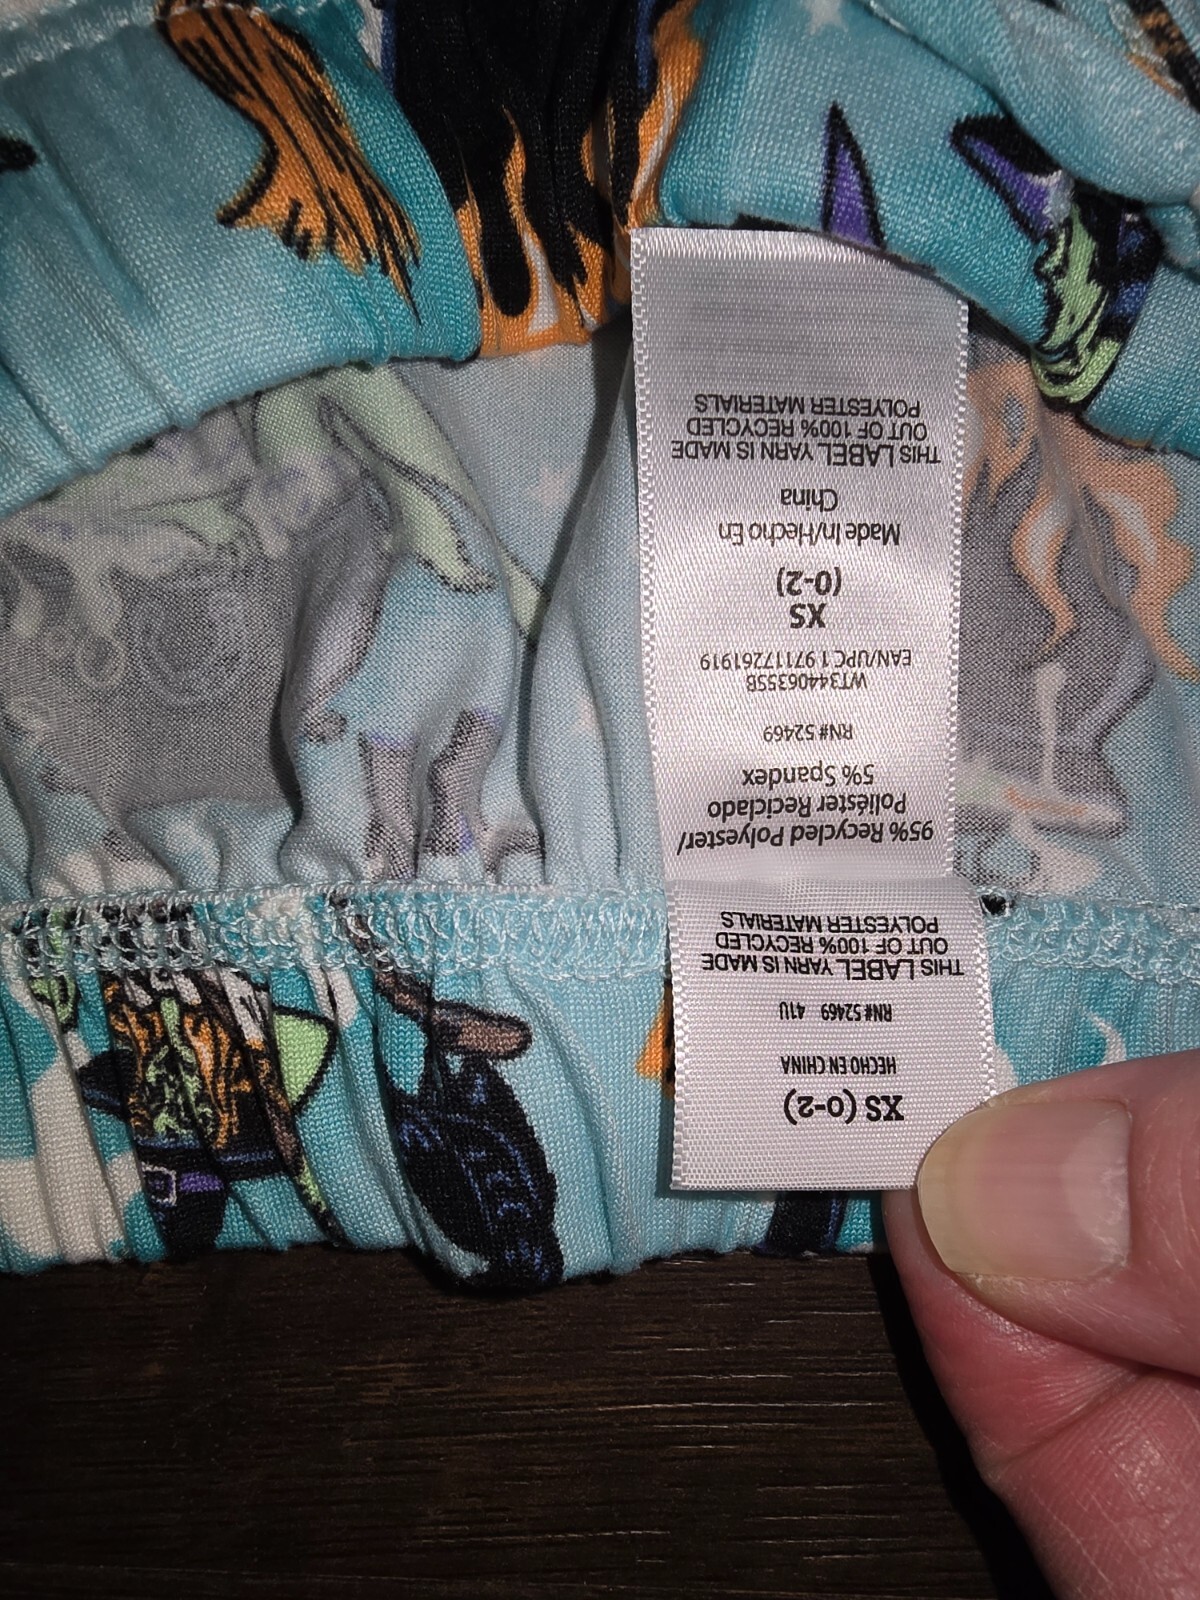 XS (0-2)
HECHO EN CHINA
RN# 52469 41U
THIS LABEL YARN IS MADE
OUT OF 100% RECYCLED
POLYESTER MATERIALS
95% Recycled Polyester/
Poliéster Reciclado
5% Spandex
RN# 52469
WT344063SSB
EAN/UPC 1 97117261919
XS
(0-2)
Made In/Hecho En
China
THIS LABEL YARN IS MADE
OUT OF 100% RECYCLED
POLYESTER MATERIALS